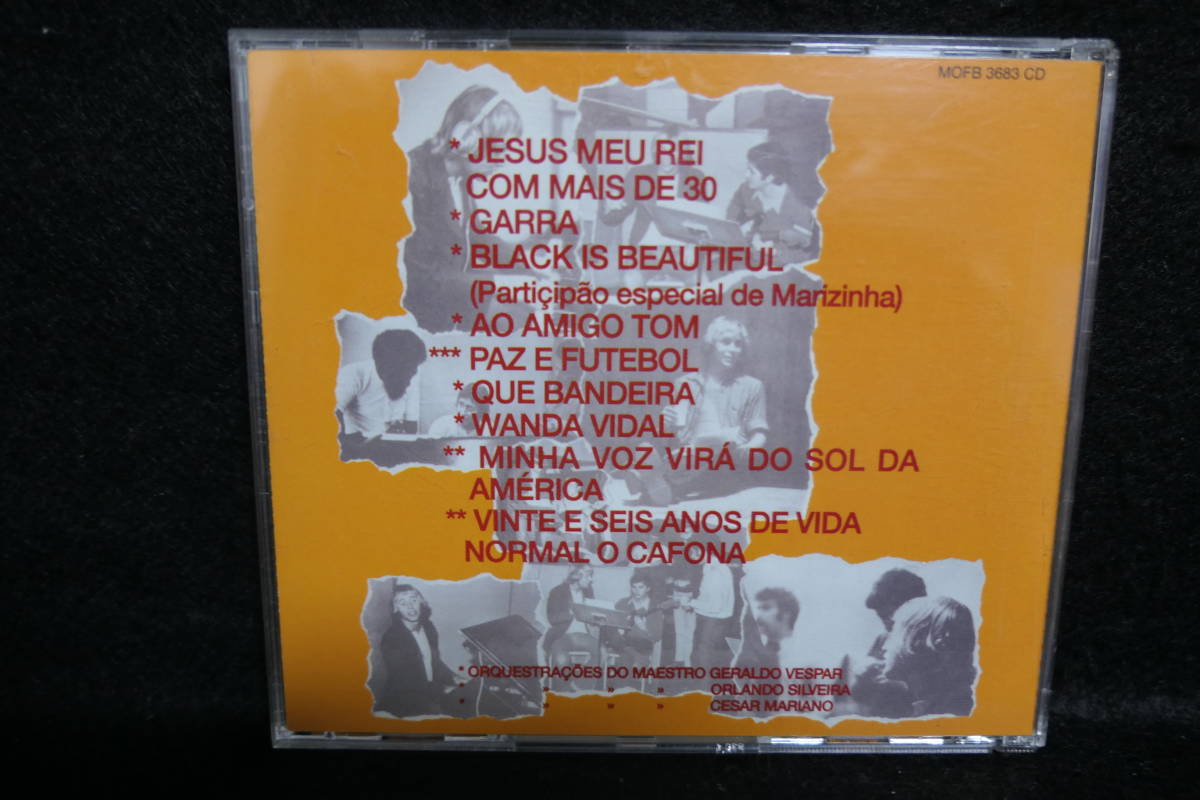 MOFB 3683 CD
* JESUS MEU REI
COM MAIS DE 30
* GARRA
* BLACK IS BEAUTIFUL
(Partiçipão especial de Marizinha)
* AO AMIGO TOM
*** PAZ E FUTEBOL
* QUE BANDEIRA
* WANDA VIDAL
** MINHA VOZ VIRÁ DO SOL DA
AMÉRICA
** VINTE E SEIS ANOS DE VIDA
NORMAL O CAFONA
* ORQUESTRAÇÕES DO MAESTRO GERALDO VESPAR
* » » » ORLANDO SILVEIRA
* » » » CESAR MARIANO